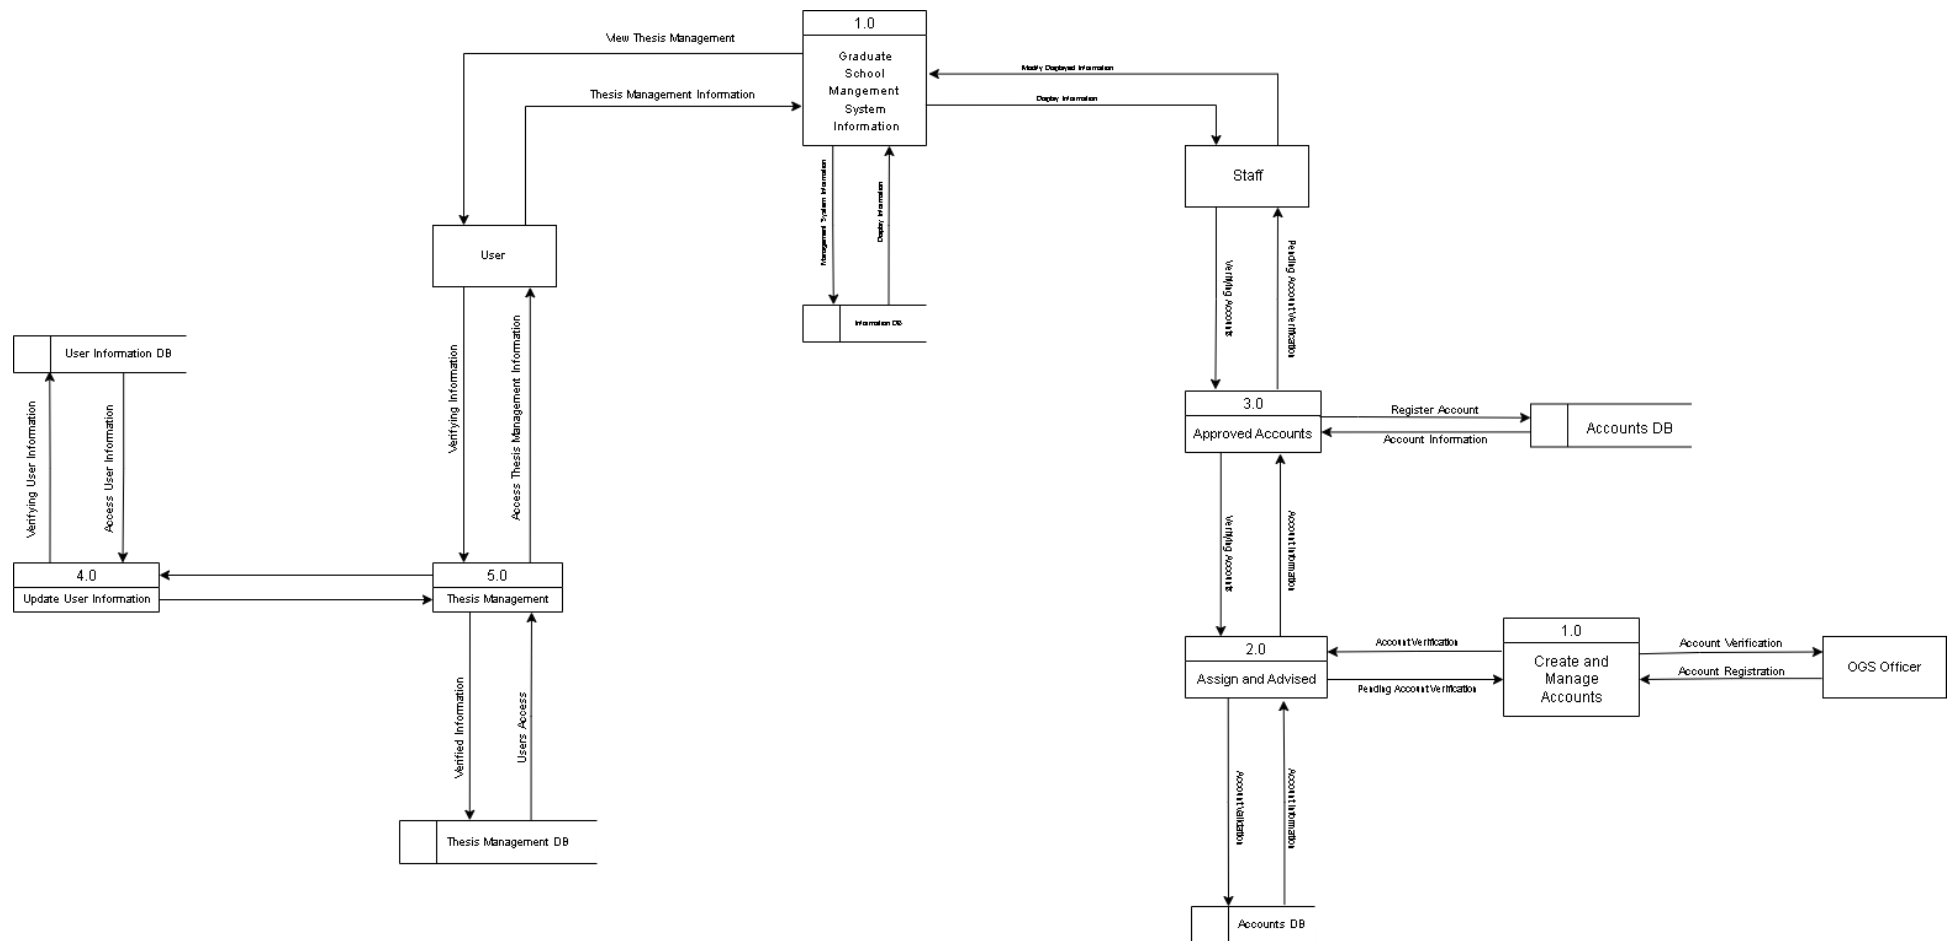 1.0
Graduate
School
Mangement
System
Information
View Thesis Management
Thesis Management Information
Modify Displayed Information
Display Information
Management System Information
Display Information
Information DB
Staff
User
Verifying Accounts
Pending Account Verification
User Information DB
Verifying User Information
Access User Information
Verifying Information
Access Thesis Management Information
3.0
Approved Accounts
Register Account
Account Information
Accounts DB
Verifying Accounts
Account Information
4.0
Update User Information
5.0
Thesis Management
Verified Information
Users Access
Thesis Management DB
2.0
Assign and Advised
Account Verification
Pending Account Verification
1.0
Create and
Manage
Accounts
Account Verification
Account Registration
OGS Officer
Account Validation
Account Information
Accounts DB